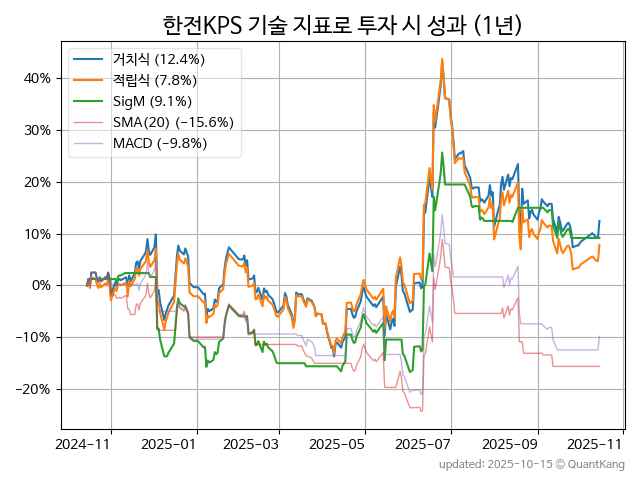 한전KPS 기술 지표로 투자 시 성과 (1년)
거치식 (12.4%)
적립식 (7.8%)
SigM (9.1%)
SMA(20) (−15.6%)
MACD (−9.8%)
40%
30%
20%
10%
0%
−10%
−20%
2024-11 2025-01 2025-03 2025-05 2025-07 2025-09 2025-11
updated: 2025-10-15 ⓒ QuantKang